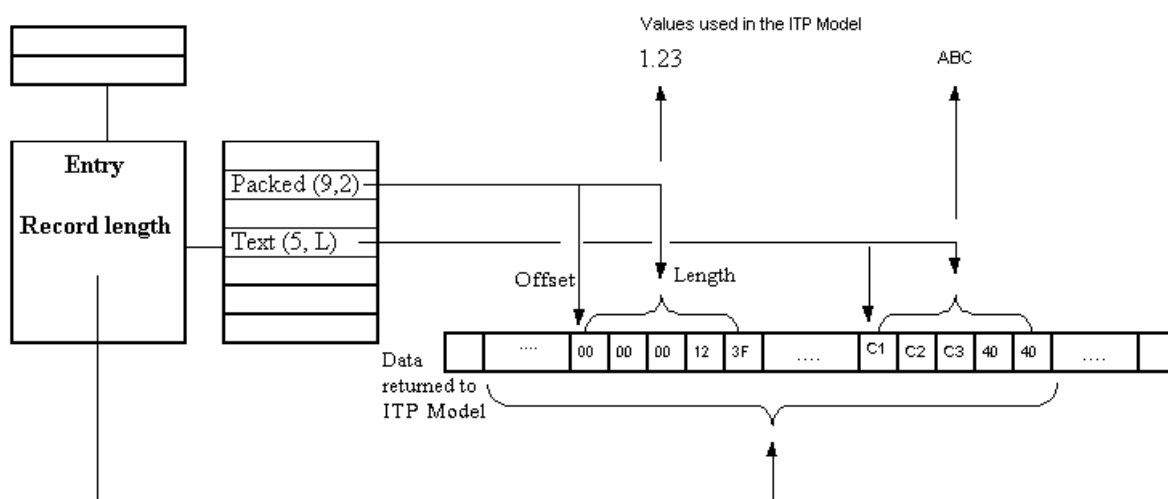 Values used in the ITP Model
1.23
ABC
Entry
Record length
Packed (9,2)
Text (5, L)
Offset
Length
Data
returned to
ITP Model
.... 00 00 00 12 3F .... C1 C2 C3 40 40 ....